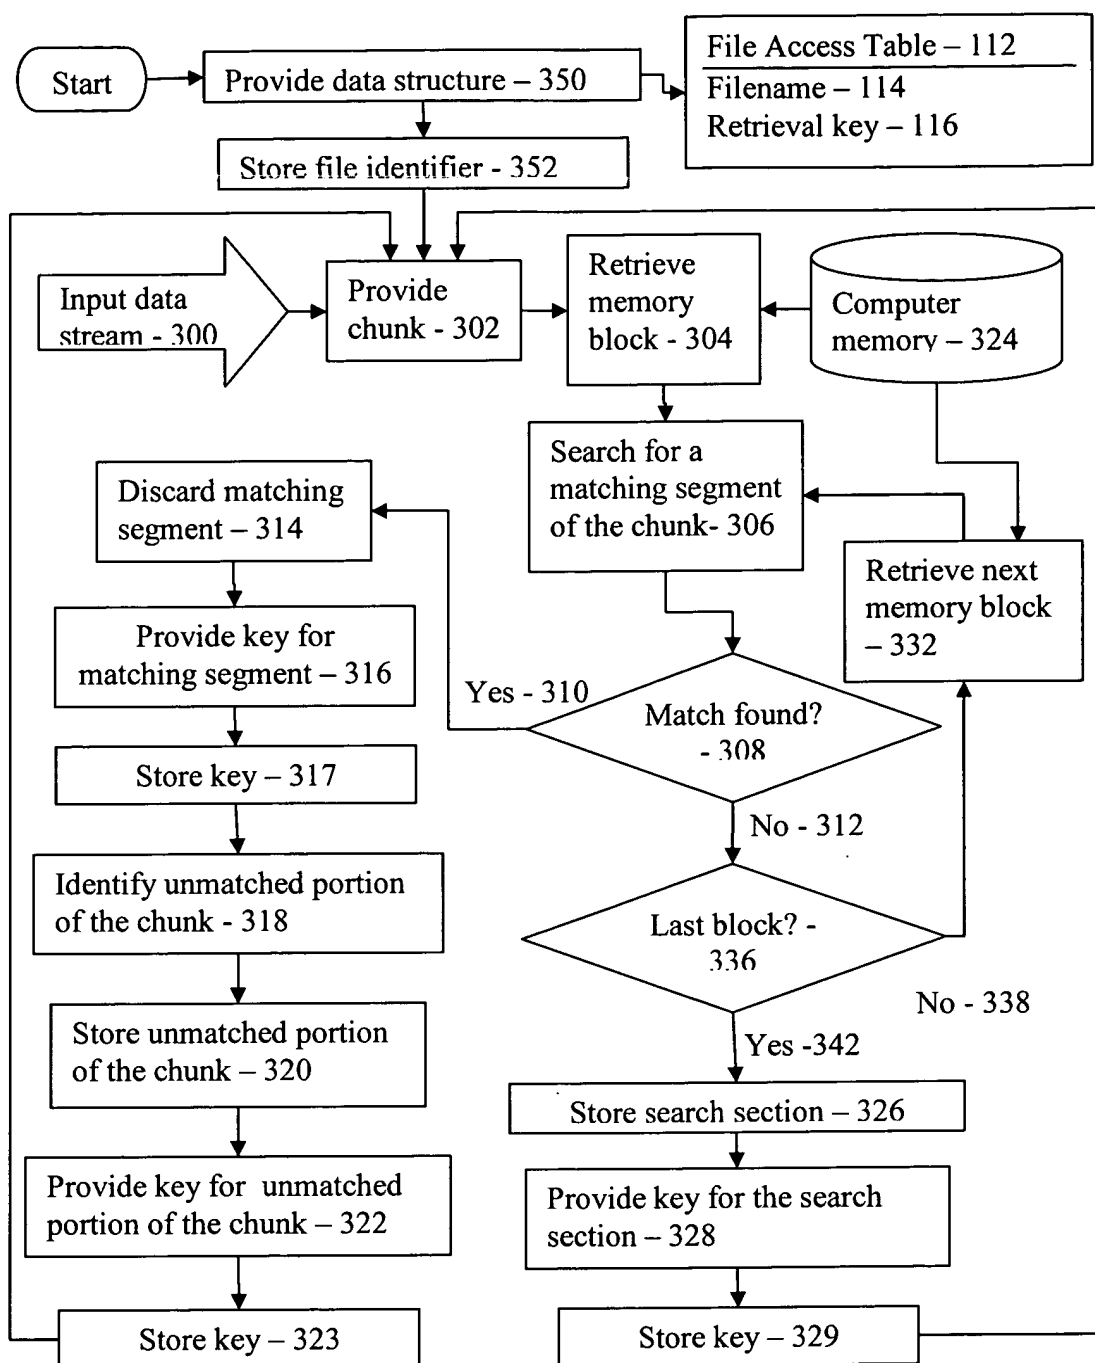 Start
Provide data structure – 350
File Access Table – 112
Filename – 114
Retrieval key – 116
Store file identifier - 352
Input data
stream - 300
Provide
chunk - 302
Retrieve
memory
block - 304
Computer
memory – 324
Search for a
matching segment
of the chunk- 306
Discard matching
segment – 314
Retrieve next
memory block
– 332
Provide key for
matching segment – 316
Yes - 310
Match found?
- 308
Store key – 317
No - 312
Identify unmatched portion
of the chunk - 318
Last block? -
336
No - 338
Store unmatched portion
of the chunk – 320
Yes -342
Store search section – 326
Provide key for unmatched
portion of the chunk – 322
Provide key for the search
section – 328
Store key – 323
Store key – 329